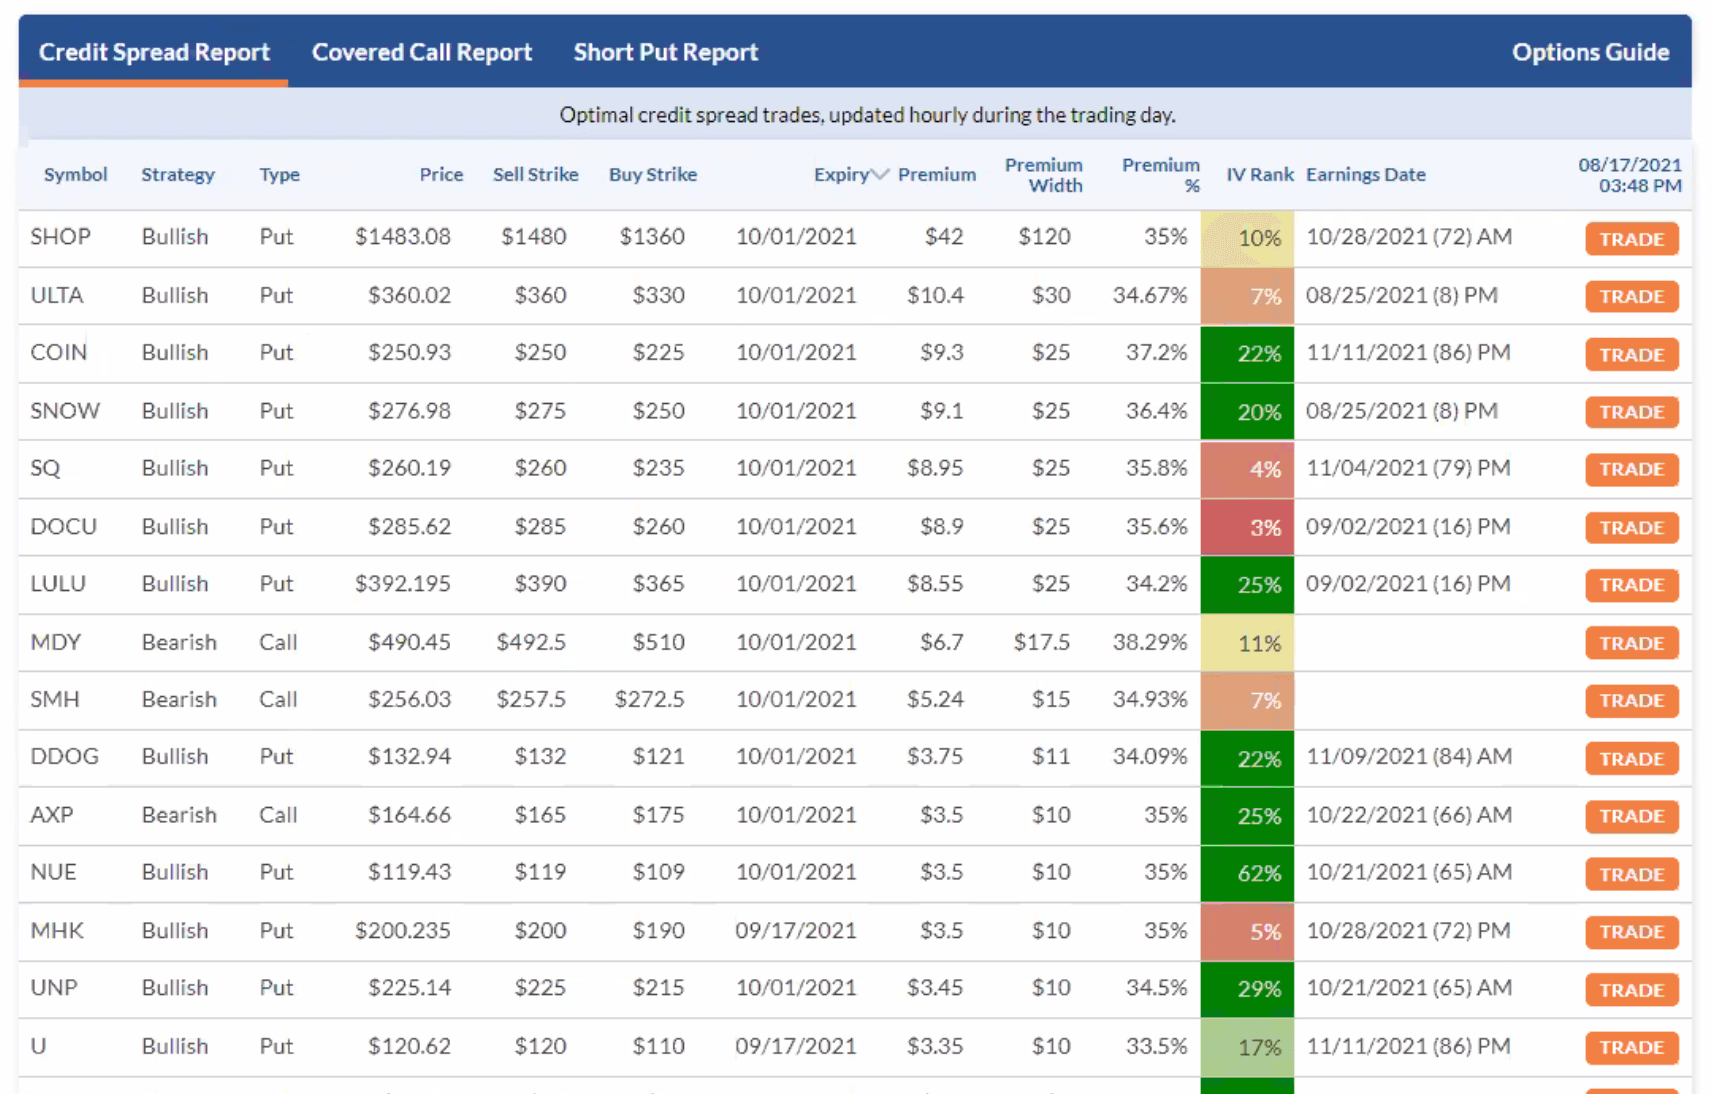 Credit Spread Report Covered Call Report Short Put Report Options Guide
Optimal credit spread trades, updated hourly during the trading day.
Symbol Strategy Type Price Sell Strike Buy Strike Expiry Premium Premium Width Premium % IV Rank Earnings Date 08/17/2021 03:48 PM
SHOP Bullish Put $1483.08 $1480 $1360 10/01/2021 $42 $120 35% 10% 10/28/2021 (72) AM TRADE
ULTA Bullish Put $360.02 $360 $330 10/01/2021 $10.4 $30 34.67% 7% 08/25/2021 (8) PM TRADE
COIN Bullish Put $250.93 $250 $225 10/01/2021 $9.3 $25 37.2% 22% 11/11/2021 (86) PM TRADE
SNOW Bullish Put $276.98 $275 $250 10/01/2021 $9.1 $25 36.4% 20% 08/25/2021 (8) PM TRADE
SQ Bullish Put $260.19 $260 $235 10/01/2021 $8.95 $25 35.8% 4% 11/04/2021 (79) PM TRADE
DOCU Bullish Put $285.62 $285 $260 10/01/2021 $8.9 $25 35.6% 3% 09/02/2021 (16) PM TRADE
LULU Bullish Put $392.195 $390 $365 10/01/2021 $8.55 $25 34.2% 25% 09/02/2021 (16) PM TRADE
MDY Bearish Call $490.45 $492.5 $510 10/01/2021 $6.7 $17.5 38.29% 11% TRADE
SMH Bearish Call $256.03 $257.5 $272.5 10/01/2021 $5.24 $15 34.93% 7% TRADE
DDOG Bullish Put $132.94 $132 $121 10/01/2021 $3.75 $11 34.09% 22% 11/09/2021 (84) AM TRADE
AXP Bearish Call $164.66 $165 $175 10/01/2021 $3.5 $10 35% 25% 10/22/2021 (66) AM TRADE
NUE Bullish Put $119.43 $119 $109 10/01/2021 $3.5 $10 35% 62% 10/21/2021 (65) AM TRADE
MHK Bullish Put $200.235 $200 $190 09/17/2021 $3.5 $10 35% 5% 10/28/2021 (72) PM TRADE
UNP Bullish Put $225.14 $225 $215 10/01/2021 $3.45 $10 34.5% 29% 10/21/2021 (65) AM TRADE
U Bullish Put $120.62 $120 $110 09/17/2021 $3.35 $10 33.5% 17% 11/11/2021 (86) PM TRADE